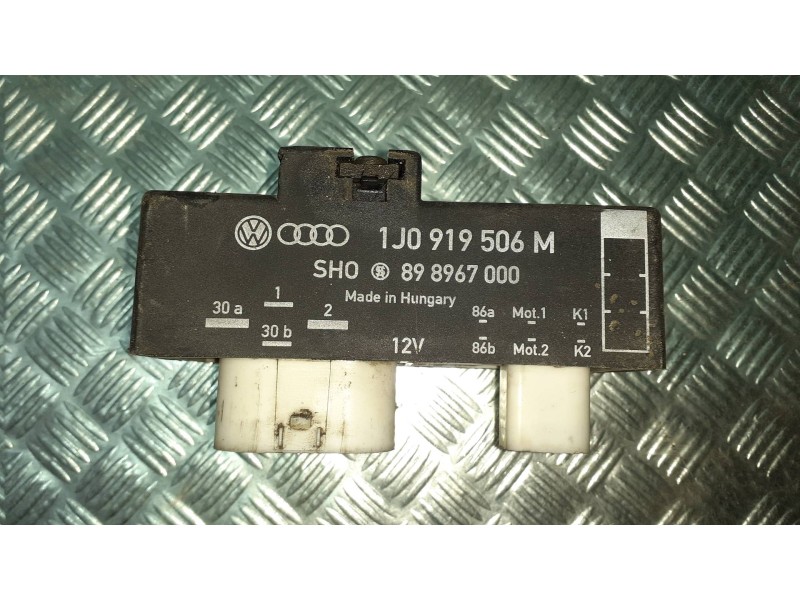 1J0 919 506 M
SHO 89 8967 000
Made in Hungary
30 a 1 2 86a Mot.1 K1
30 b 12V 86b Mot.2 K2